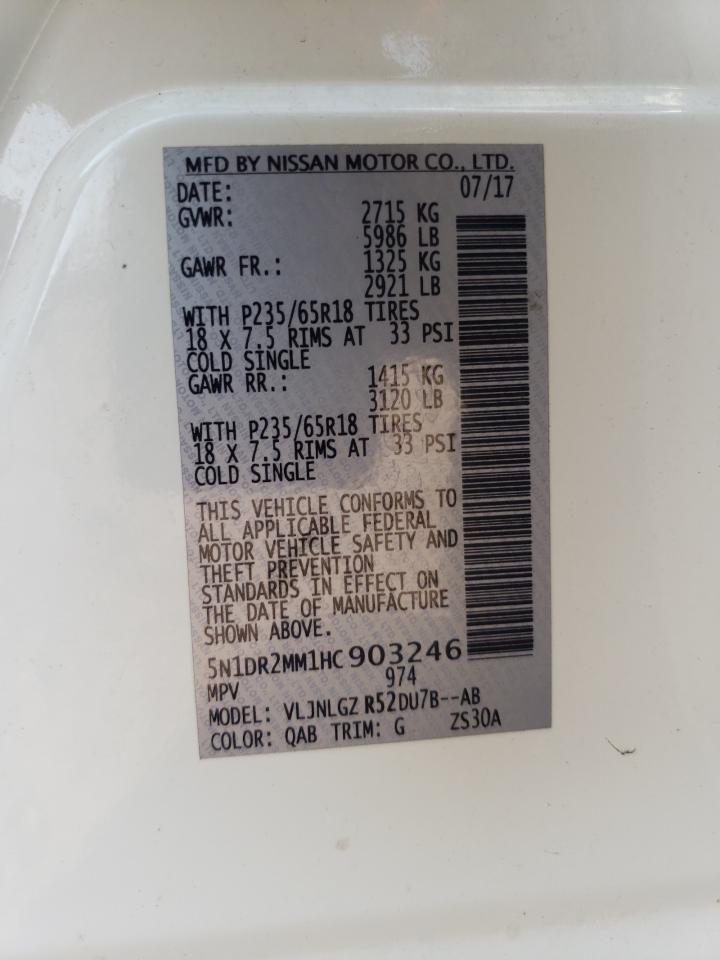 MFD BY NISSAN MOTOR CO., LTD.
DATE: 07/17
GVWR: 2715 KG
5986 LB
GAWR FR.: 1325 KG
2921 LB
WITH P235/65R18 TIRES
18 X 7.5 RIMS AT 33 PSI
COLD SINGLE
GAWR RR.: 1415 KG
3120 LB
WITH P235/65R18 TIRES
18 X 7.5 RIMS AT 33 PSI
COLD SINGLE
THIS VEHICLE CONFORMS TO
ALL APPLICABLE FEDERAL
MOTOR VEHICLE SAFETY AND
THEFT PREVENTION
STANDARDS IN EFFECT ON
THE DATE OF MANUFACTURE
SHOWN ABOVE.
5N1DR2MM1HC903246
MPV 974
MODEL: VLJNLGZ R52DU7B--AB
COLOR: QAB TRIM: G ZS30A